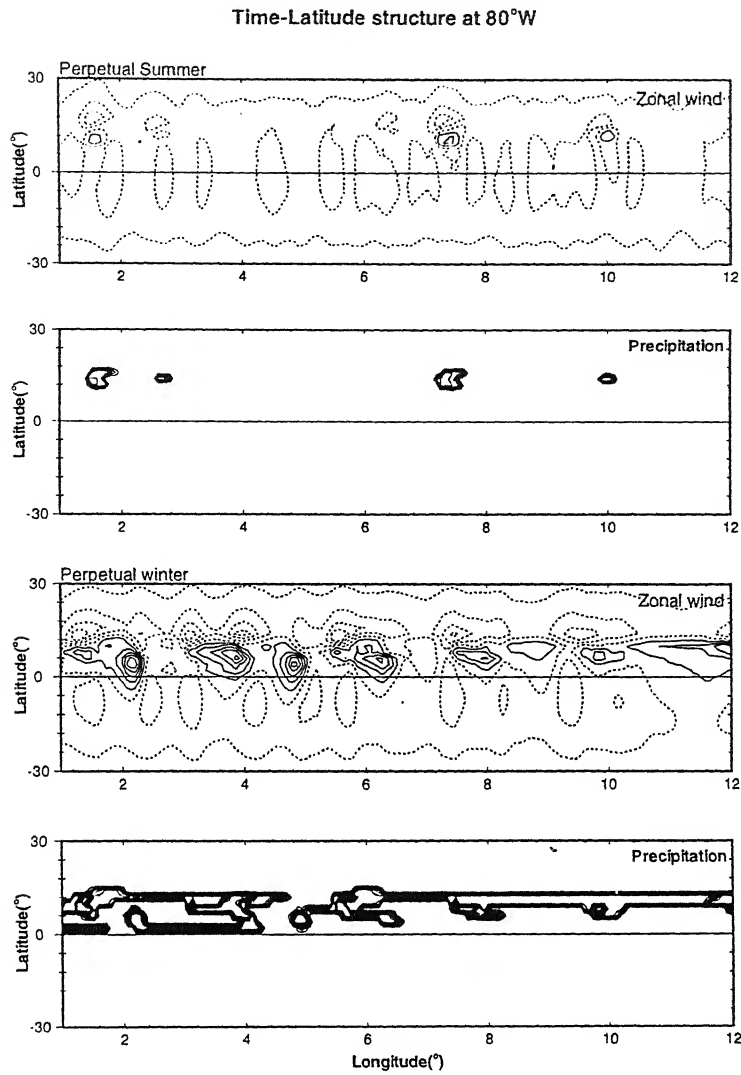 Time-Latitude structure at 80°W
Perpetual Summer
Zonal wind
30
0
-30
Latitude(°)
2 4 6 8 10 12
Precipitation
30
0
-30
Latitude(°)
2 4 6 8 10 12
Perpetual winter
Zonal wind
30
0
-30
Latitude(°)
2 4 6 8 10 12
Precipitation
30
0
-30
Latitude(°)
2 4 6 8 10 12
Longitude(°)